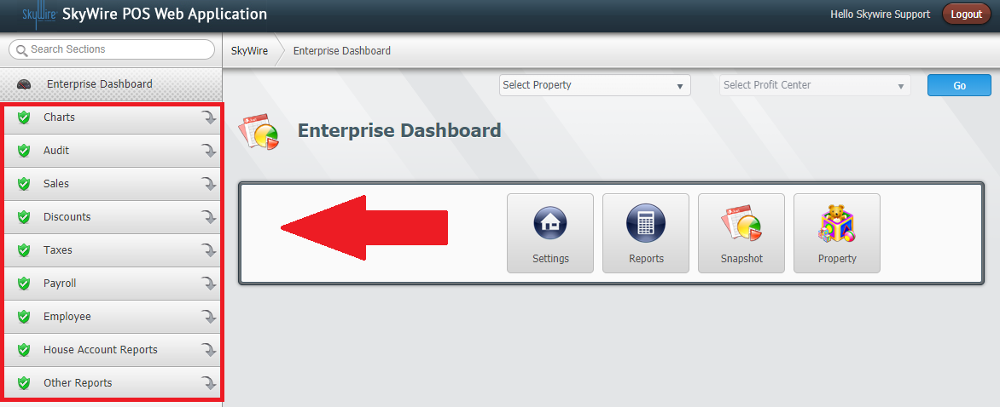 SkyWire SkyWire POS Web Application
Hello Skywire Support Logout
Search Sections
SkyWire Enterprise Dashboard
Enterprise Dashboard
Select Property Select Profit Center Go
Enterprise Dashboard
Charts
Audit
Sales
Discounts
Taxes
Payroll
Employee
House Account Reports
Other Reports
Settings Reports Snapshot Property